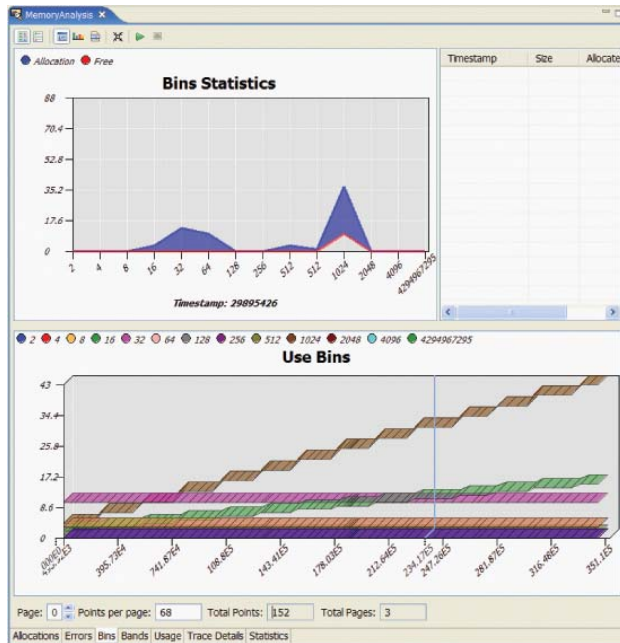 MemoryAnalysis
Allocation Free
Bins Statistics
88
70.4
52.8
35.2
17.6
0
2 4 8 16 32 64 128 256 512 512 1024 2048 4096 4294967295
Timestamp: 29895426
Timestamp Size Allocate
2 4 8 16 32 64 128 256 512 1024 2048 4096 4294967295
Use Bins
43
34.4
25.8
17.2
8.6
0
395.73E4 741.87E4 108.8E5 143.41E5 178.03E5 212.64E5 234.17E5 247.26E5 281.87E5 316.48E5 351.1E5
Page: 0 Points per page: 68 Total Points: 152 Total Pages: 3
Allocations Errors Bins Bands Usage Trace Details Statistics